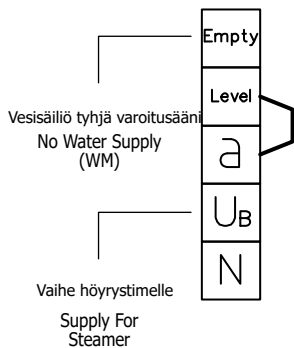 Empty
Level
Vesisäiliö tyhjä varoitusääni
No Water Supply
(WM)
a
UB
N
Vaihe höyrystimelle
Supply For
Steamer